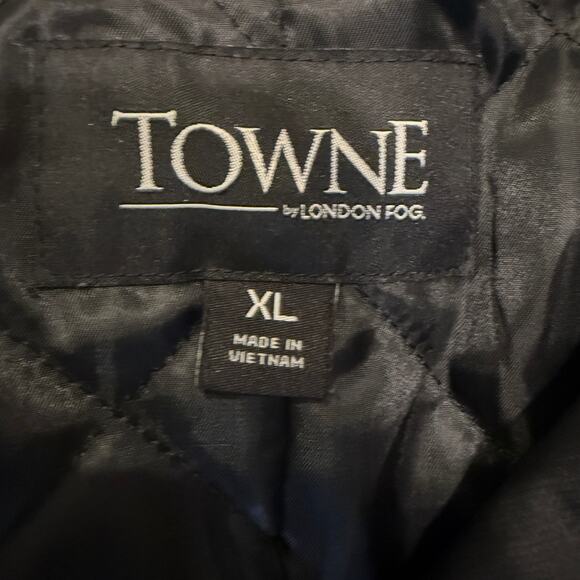 TOWNE
by LONDON FOG.
XL
MADE IN
VIETNAM